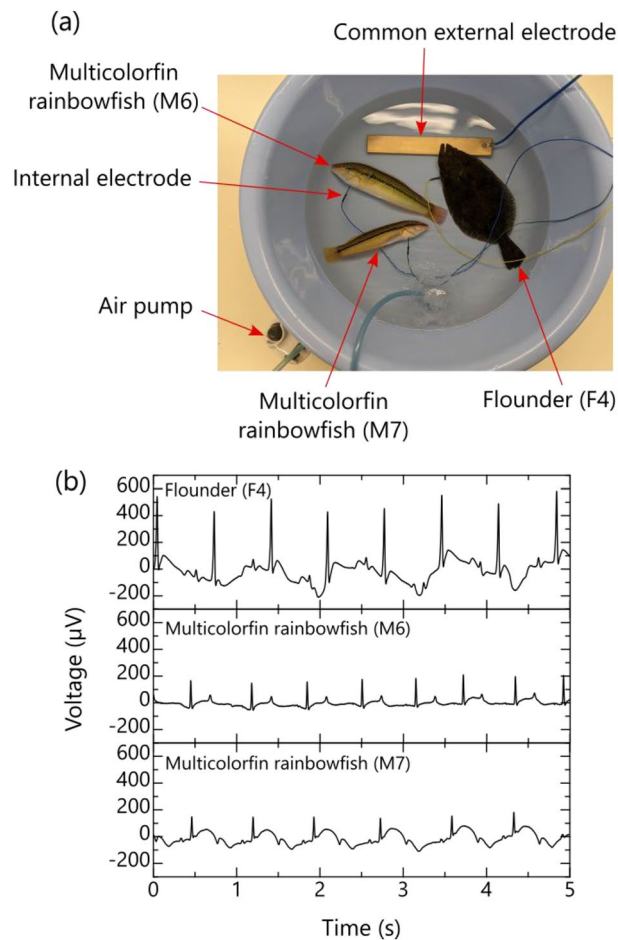 (a)
Common external electrode
Multicolorfin
rainbowfish (M6)
Internal electrode
Air pump
Multicolorfin
rainbowfish (M7)
Flounder (F4)
(b)
Voltage (µV)
600
400
200
0
-200
Flounder (F4)
600
400
200
0
-200
Multicolorfin rainbowfish (M6)
600
400
200
0
-200
Multicolorfin rainbowfish (M7)
0 1 2 3 4 5
Time (s)